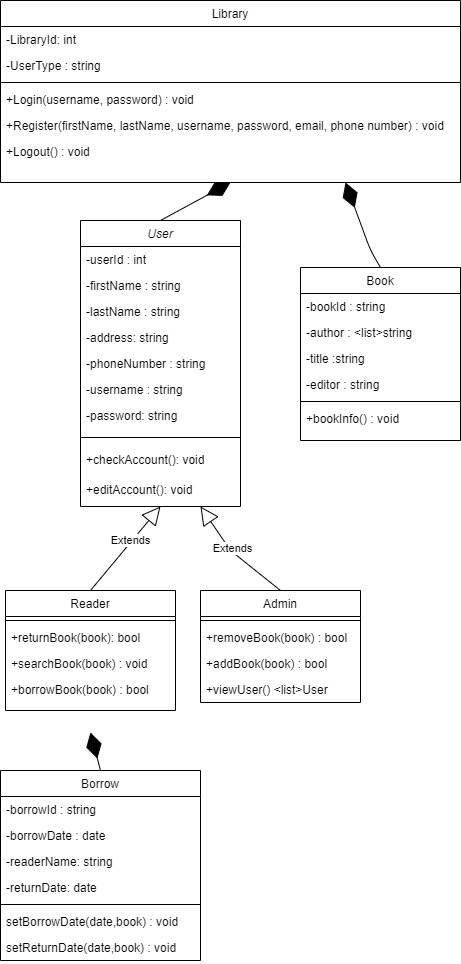 Library
-LibraryId: int
-UserType : string
+Login(username, password) : void
+Register(firstName, lastName, username, password, email, phone number) : void
+Logout() : void
User
-userId : int
-firstName : string
-lastName : string
-address: string
-phoneNumber : string
-username : string
-password: string
+checkAccount(): void
+editAccount(): void
Book
-bookId : string
-author : <list>string
-title :string
-editor : string
+bookInfo() : void
Extends
Extends
Reader
+returnBook(book): bool
+searchBook(book) : void
+borrowBook(book) : bool
Admin
+removeBook(book) : bool
+addBook(book) : bool
+viewUser() <list>User
Borrow
-borrowId : string
-borrowDate : date
-readerName: string
-returnDate: date
setBorrowDate(date,book) : void
setReturnDate(date,book) : void